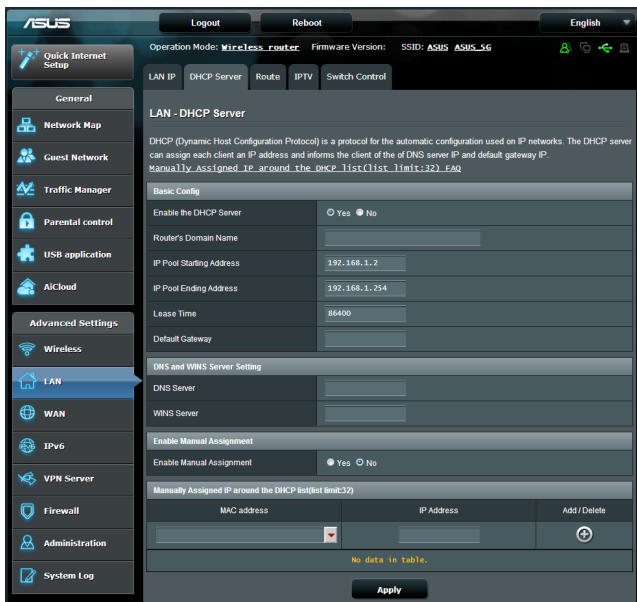 ASUS
Logout
Reboot
English
Quick Internet Setup
Operation Mode: Wireless router Firmware Version: SSID: ASUS ASUS_5G
LAN IP
DHCP Server
Route
IPTV
Switch Control
General
Network Map
Guest Network
Traffic Manager
Parental control
USB application
AiCloud
Advanced Settings
Wireless
LAN
WAN
IPv6
VPN Server
Firewall
Administration
System Log
LAN - DHCP Server
DHCP (Dynamic Host Configuration Protocol) is a protocol for the automatic configuration used on IP networks. The DHCP server
can assign each client an IP address and informs the client of the of DNS server IP and default gateway IP.
Manually Assigned IP around the DHCP list(list limit:32) FAQ
Basic Config
Enable the DHCP Server Yes No
Router's Domain Name
IP Pool Starting Address 192.168.1.2
IP Pool Ending Address 192.168.1.254
Lease Time 86400
Default Gateway
DNS and WINS Server Setting
DNS Server
WINS Server
Enable Manual Assignment
Enable Manual Assignment Yes No
Manually Assigned IP around the DHCP list(list limit:32)
MAC address IP Address Add / Delete
No data in table.
Apply